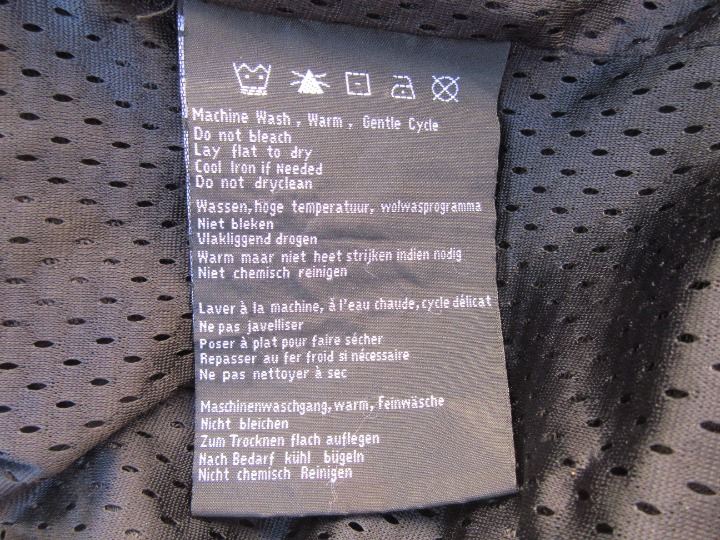 Machine Wash , Warm , Gentle Cycle
Do not bleach
Lay flat to dry
Cool Iron if Needed
Do not dryclean
Wassen,hoge temperatuur, wolwasprogramma
Niet bleken
Vlakliggend drogen
Warm maar niet heet strijken indien nodig
Niet chemisch reinigen
Laver à la machine, à l'eau chaude,cycle délicat
Ne pas javelliser
Poser à plat pour faire sécher
Repasser au fer froid si nécessaire
Ne pas nettoyer à sec
Maschinenwaschgang,warm,Feinwäsche
Nicht bleichen
Zum Trocknen flach auflegen
Nach Bedarf kühl bügeln
Nicht chemisch Reinigen